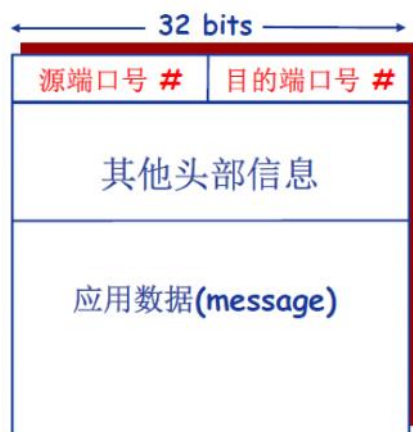 32 bits
源端口号 # 目的端口号 #
其他头部信息
应用数据(message)